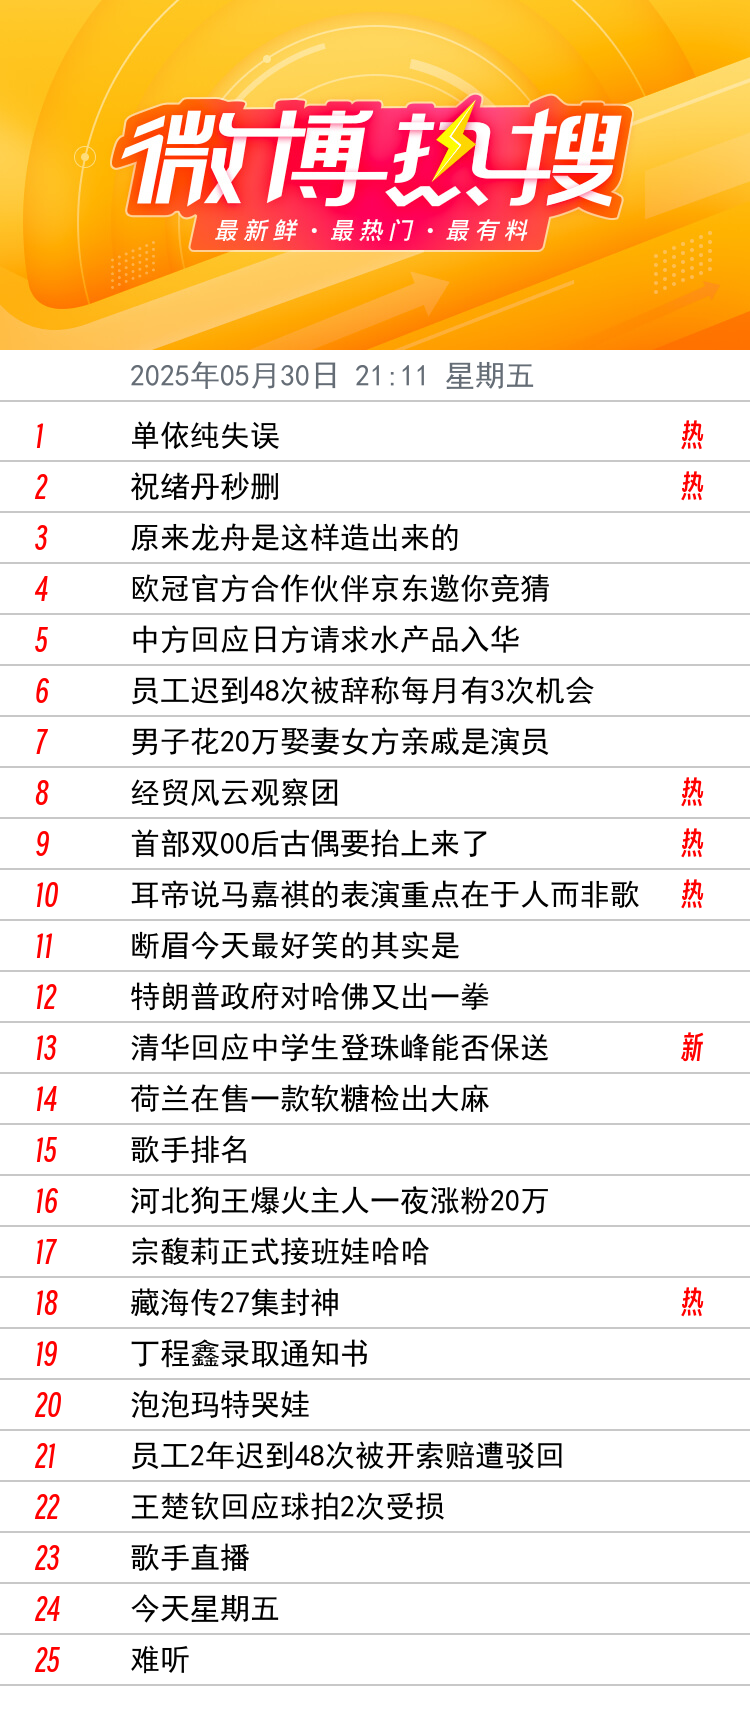 微博热搜
最新鲜·最热门·最有料
2025年05月30日 21:11 星期五
1 单依纯失误 热
2 祝绪丹秒删 热
3 原来龙舟是这样造出来的
4 欧冠官方合作伙伴京东邀你竞猜
5 中方回应日方请求水产品入华
6 员工迟到48次被辞称每月有3次机会
7 男子花20万娶妻女方亲戚是演员
8 经贸风云观察团 热
9 首部双00后古偶要抬上来了 热
10 耳帝说马嘉祺的表演重点在于人而非歌 热
11 断眉今天最好笑的其实是
12 特朗普政府对哈佛又出一拳
13 清华回应中学生登珠峰能否保送 新
14 荷兰在售一款软糖检出大麻
15 歌手排名
16 河北狗王爆火主人一夜涨粉20万
17 宗馥莉正式接班娃哈哈
18 藏海传27集封神 热
19 丁程鑫录取通知书
20 泡泡玛特哭娃
21 员工2年迟到48次被开索赔遭驳回
22 王楚钦回应球拍2次受损
23 歌手直播
24 今天星期五
25 难听